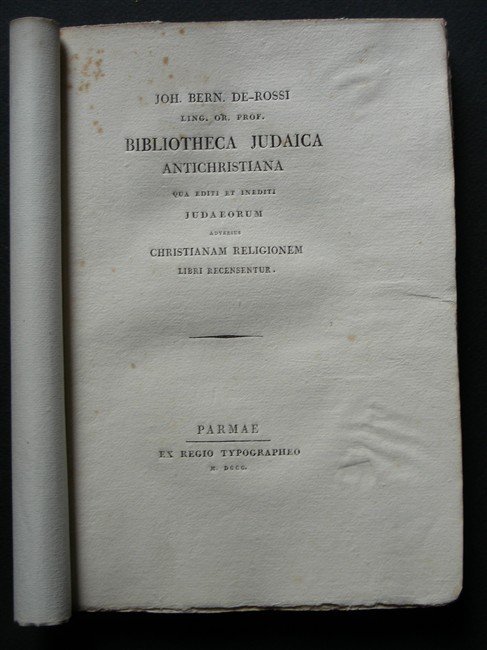 JOH. BERN. DE-ROSSI
LING. OR. PROF.
BIBLIOTHECA JUDAICA
ANTICHRISTIANA
QUA EDITI ET INEDITI
JUDAEORUM
ADVERSUS
CHRISTIANAM RELIGIONEM
LIBRI RECENSENTUR.
PARMAE
EX REGIO TYPOGRAPHEO
M. DCCC.